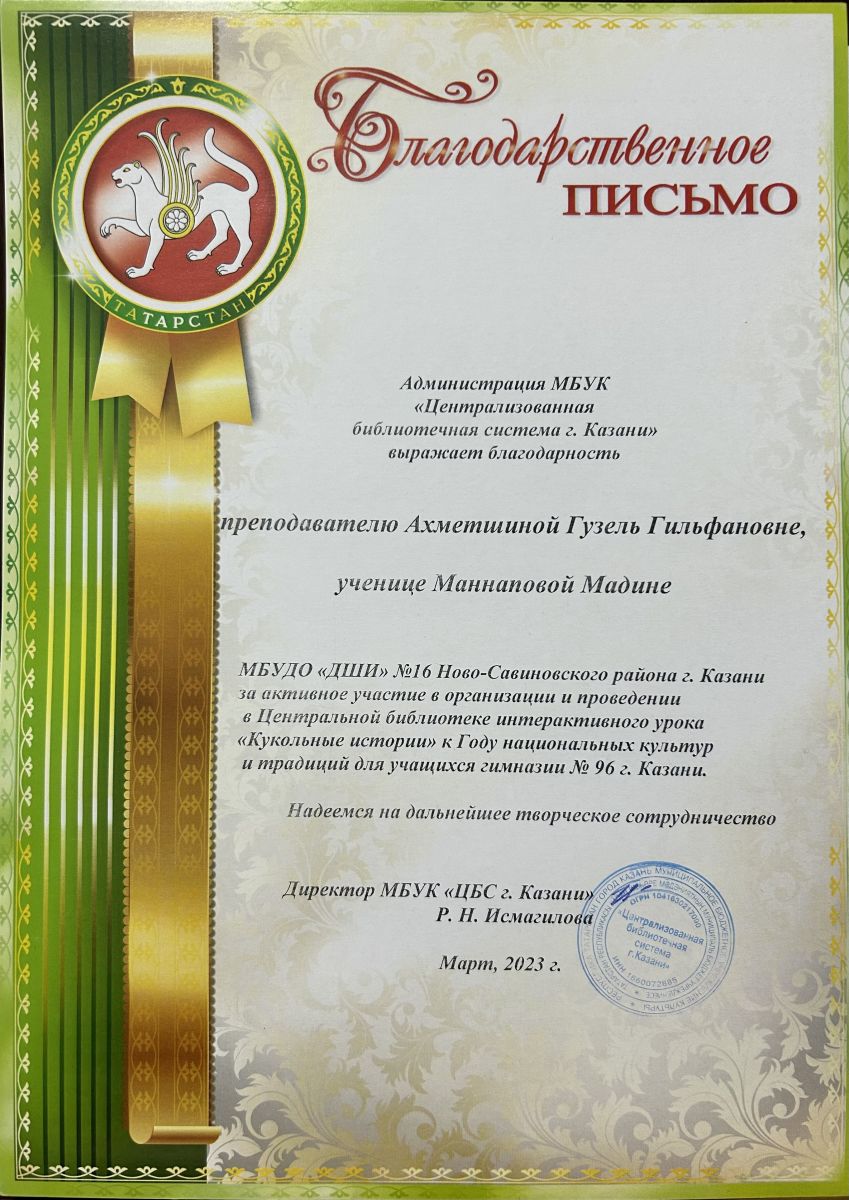 Благодарственное
ПИСЬМО
ТАТАРСТАН
Администрация МБУК
«Централизованная
библиотечная система г. Казани»
выражает благодарность
преподавателю Ахметшиной Гузель Гильфановне,
ученице Маннаповой Мадине
МБУДО «ДШИ» №16 Ново-Савиновского района г. Казани
за активное участие в организации и проведении
в Центральной библиотеке интерактивного урока
«Кукольные истории» к Году национальных культур
и традиций для учащихся гимназии № 96 г. Казани.
Надеемся на дальнейшее творческое сотрудничество
Директор МБУК «ЦБС г. Казани»
Р. Н. Исмагилова
Март, 2023 г.
«Централизованная
библиотечная
система
г.Казани»